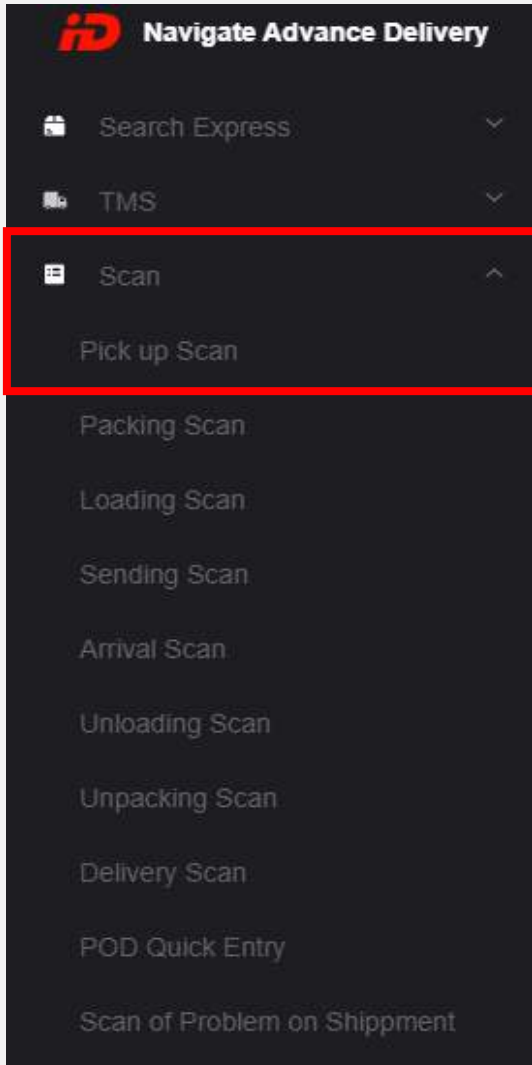 iD Navigate Advance Delivery
Search Express
TMS
Scan
Pick up Scan
Packing Scan
Loading Scan
Sending Scan
Arrival Scan
Unloading Scan
Unpacking Scan
Delivery Scan
POD Quick Entry
Scan of Problem on Shippment